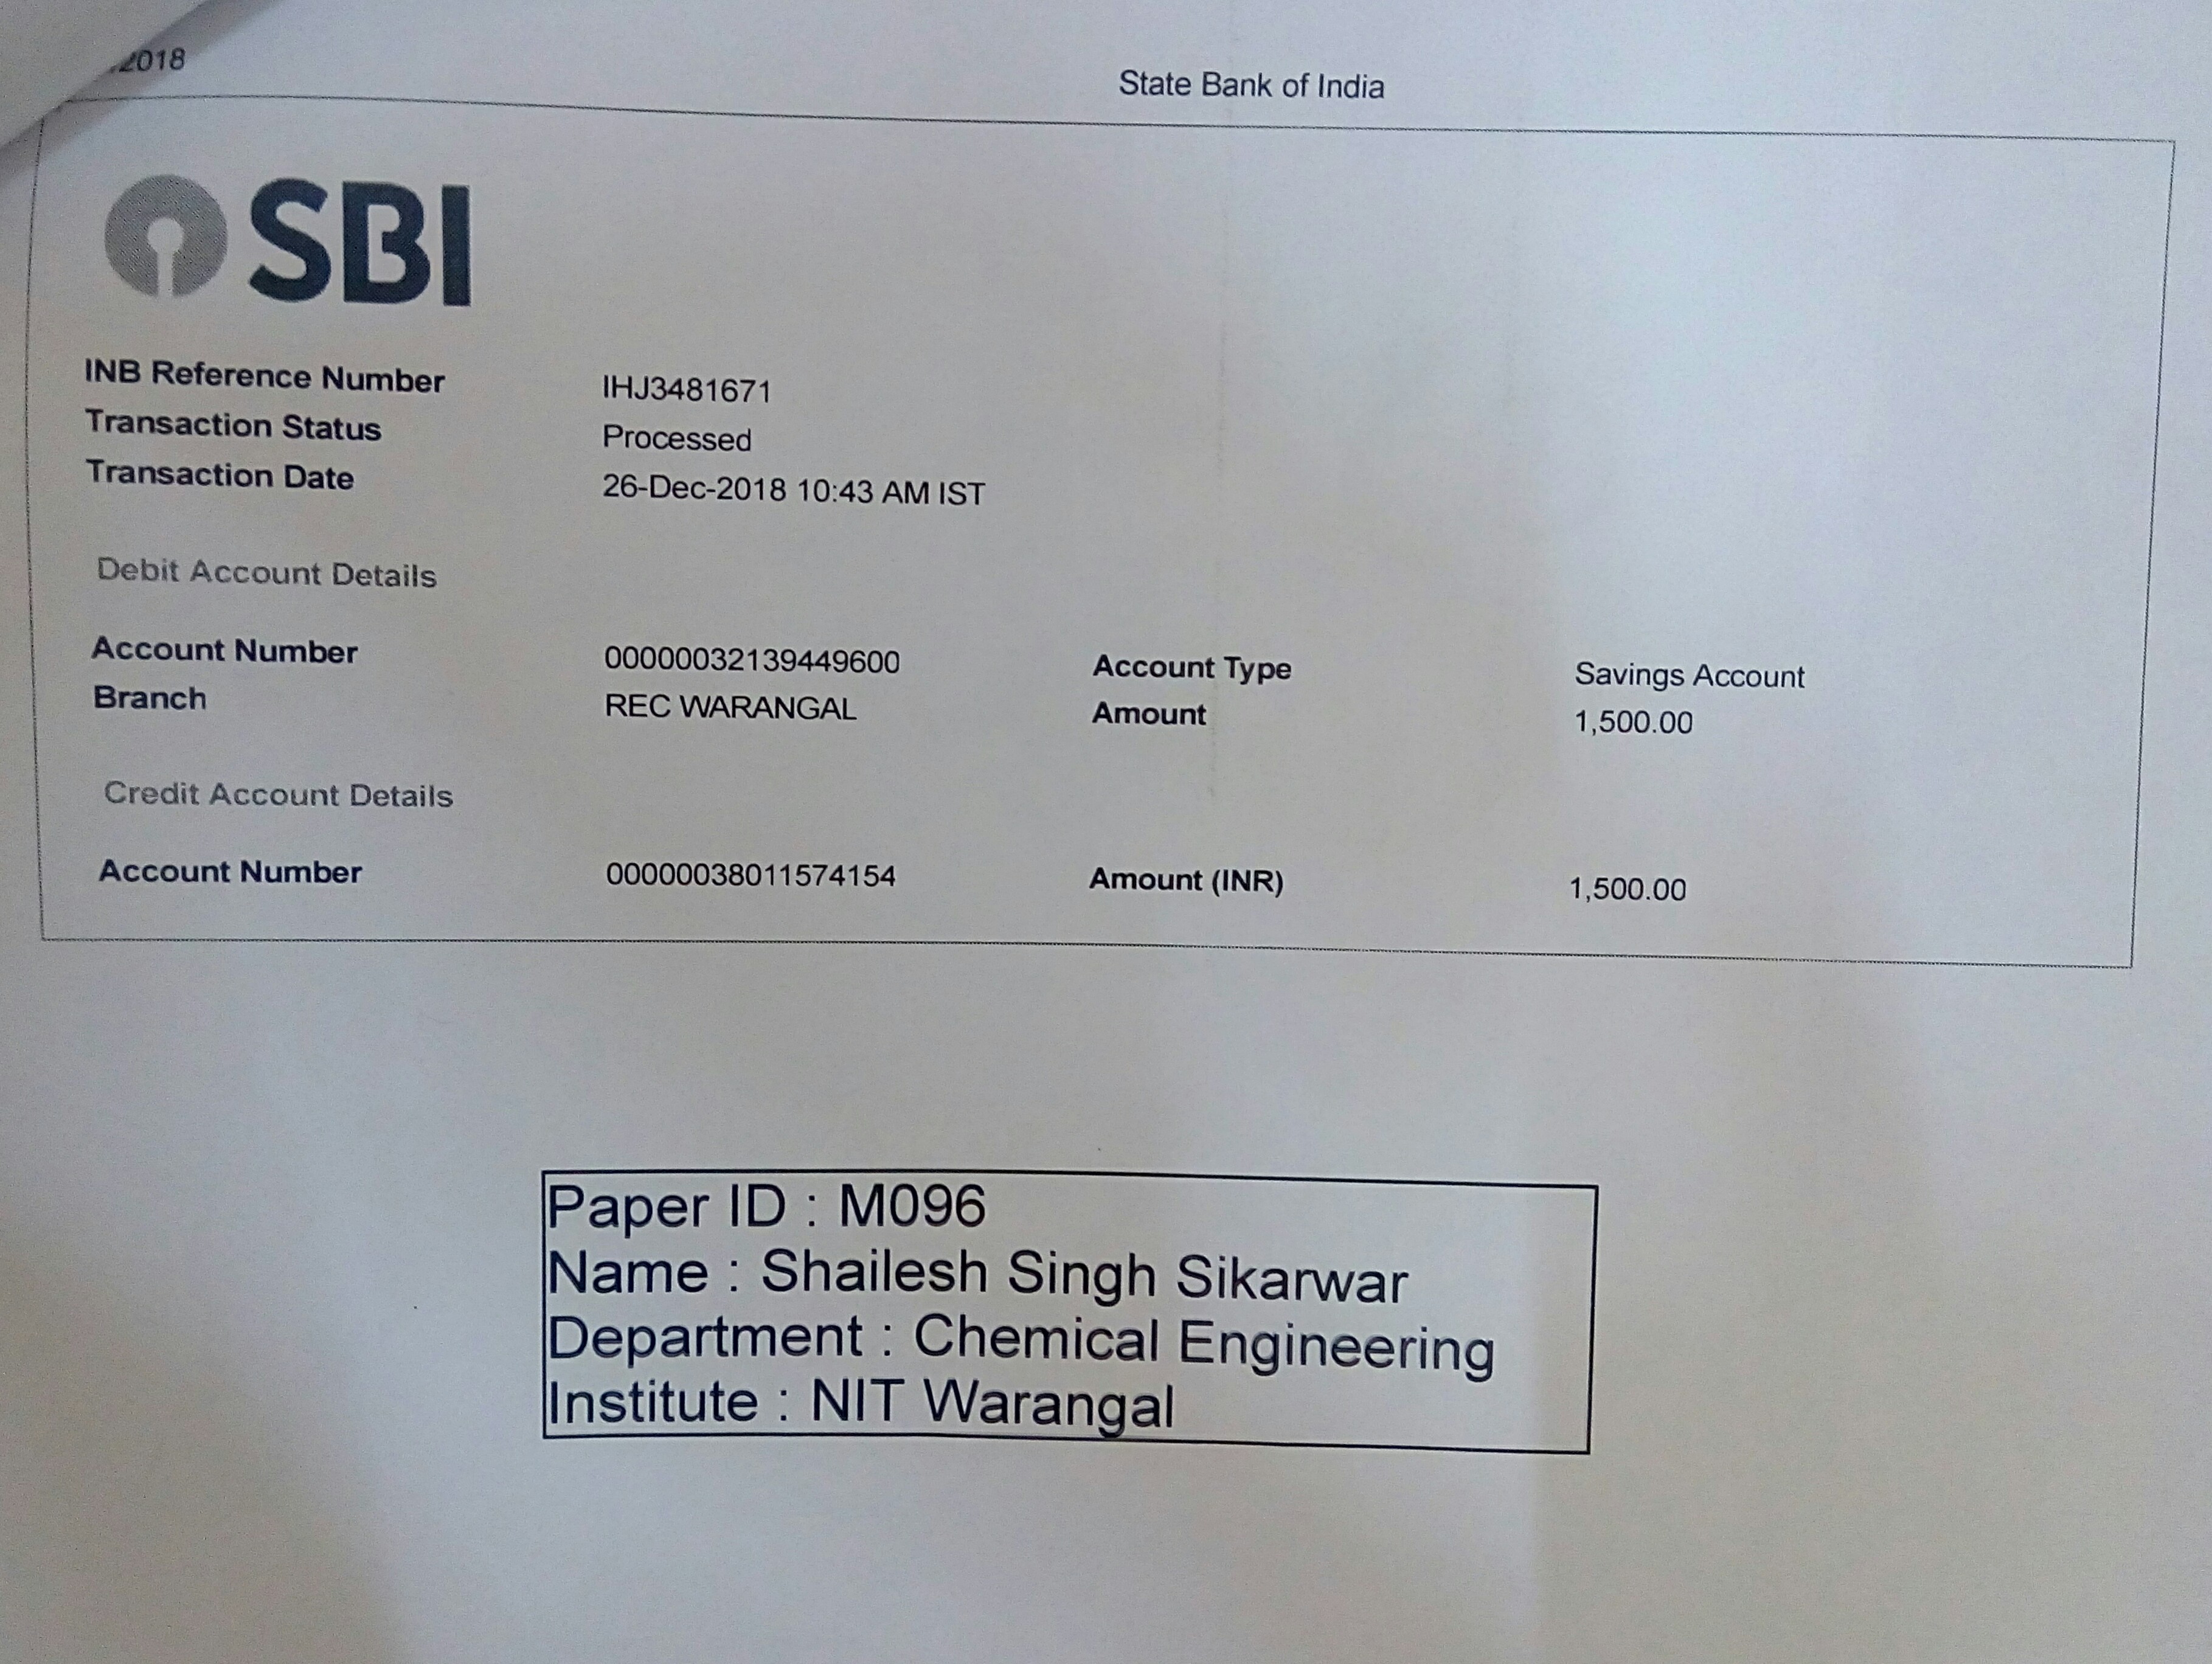 .2018
State Bank of India
SBI
INB Reference Number IHJ3481671
Transaction Status Processed
Transaction Date 26-Dec-2018 10:43 AM IST
Debit Account Details
Account Number 00000032139449600 Account Type Savings Account
Branch REC WARANGAL Amount 1,500.00
Credit Account Details
Account Number 00000038011574154 Amount (INR) 1,500.00
Paper ID : M096
Name : Shailesh Singh Sikarwar
Department : Chemical Engineering
Institute : NIT Warangal